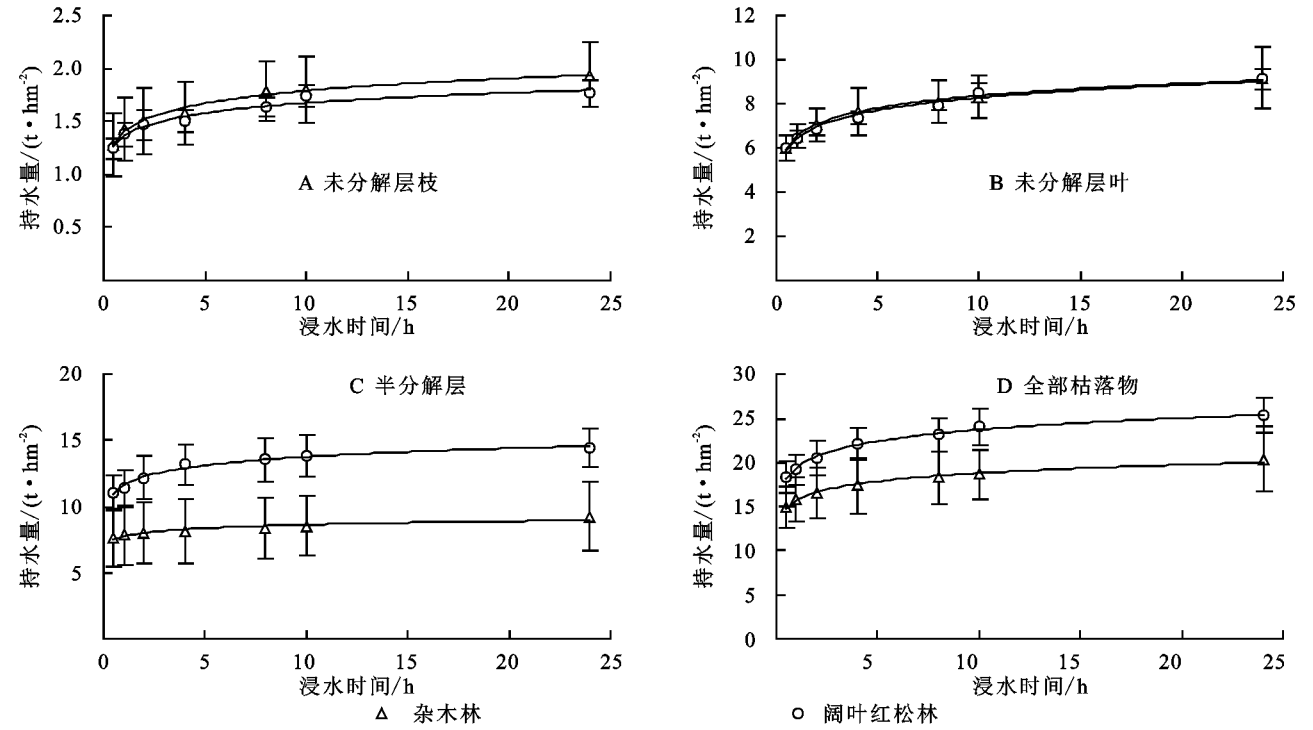 2.5
2.0
1.5
1.0
0.5
持水量/(t·hm-2)
A 未分解层枝
0 5 10 15 20 25
浸水时间/h
12
10
8
6
4
2
持水量/(t·hm-2)
B 未分解层叶
0 5 10 15 20 25
浸水时间/h
20
15
10
5
持水量/(t·hm-2)
C 半分解层
0 5 10 15 20 25
浸水时间/h
30
25
20
15
10
5
0
持水量/(t·hm-2)
D 全部枯落物
5 10 15 20 25
浸水时间/h
杂木林
阔叶红松林